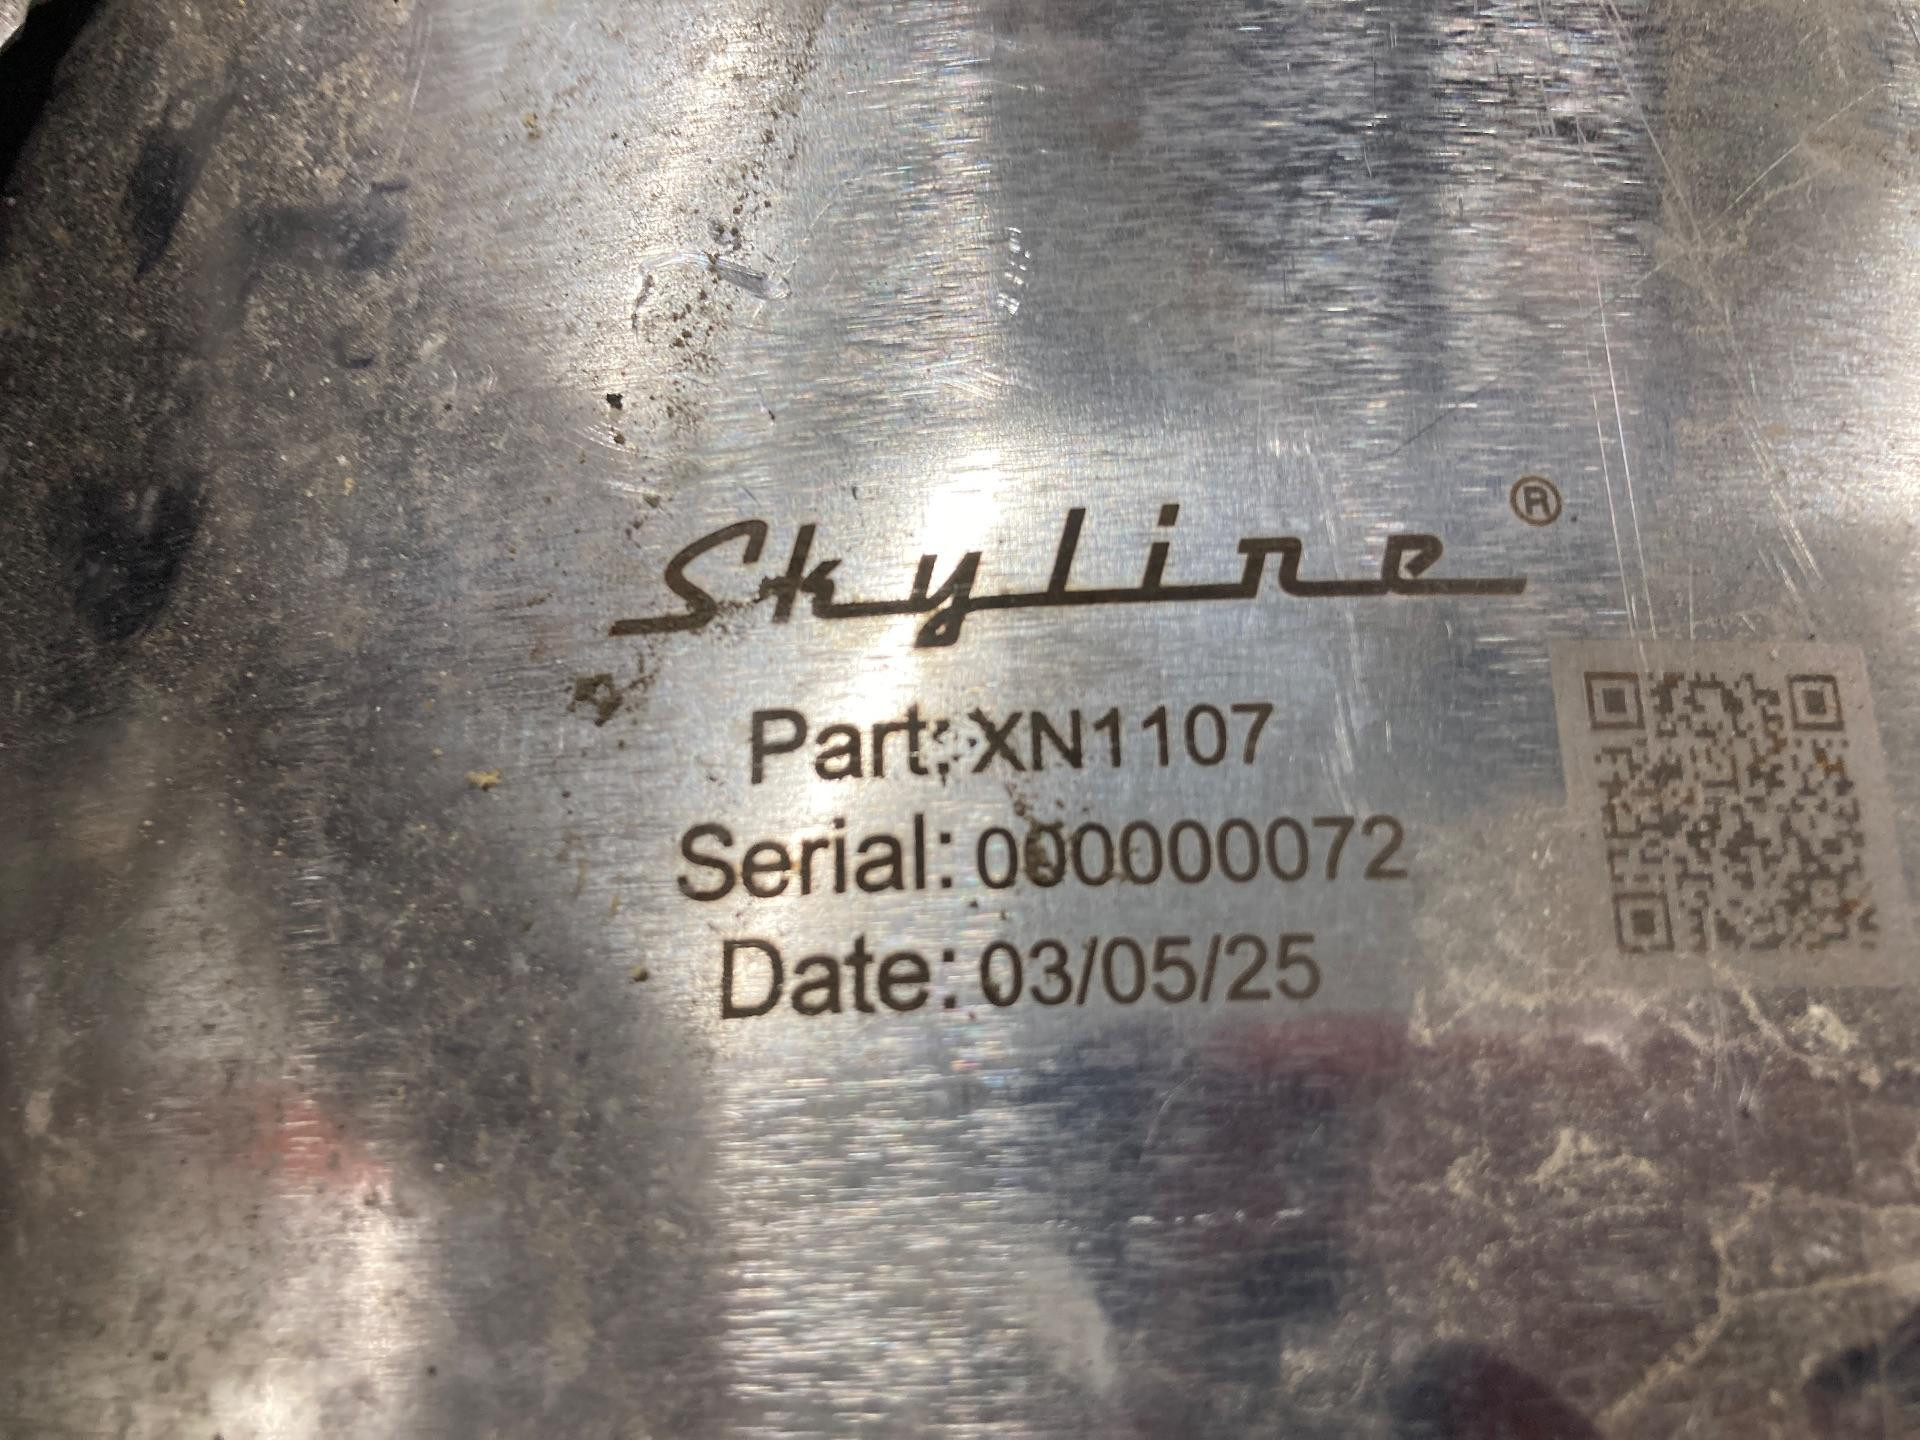 Skyline®
Part: XN1107
Serial: 000000072
Date: 03/05/25